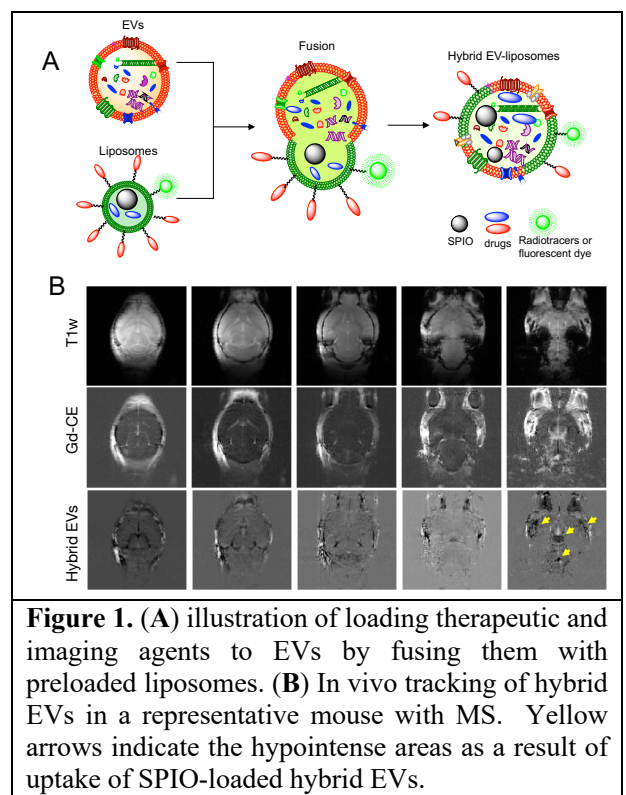 EVs
A
Fusion
Hybrid EV-liposomes
Liposomes
SPIO
drugs
Radiotracers or
fluorescent dye
B
T1w
Gd-CE
Hybrid EVs
Figure 1. (A) illustration of loading therapeutic and
imaging agents to EVs by fusing them with
preloaded liposomes. (B) In vivo tracking of hybrid
EVs in a representative mouse with MS. Yellow
arrows indicate the hypointense areas as a result of
uptake of SPIO-loaded hybrid EVs.